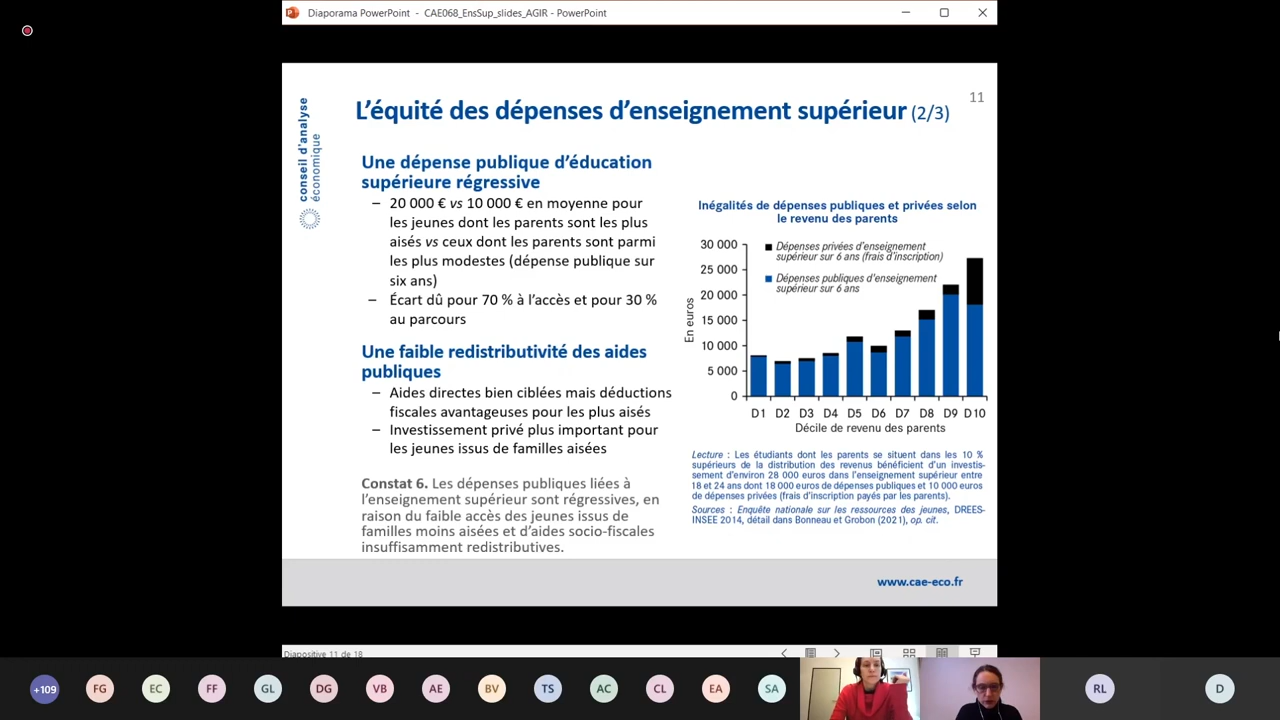 Diaporama PowerPoint - CAE068_EnsSup_slides_AGIR - PowerPoint
11
conseil d'analyse
économique
L'équité des dépenses d'enseignement supérieur (2/3)
Une dépense publique d'éducation
supérieure régressive
– 20 000 € vs 10 000 € en moyenne pour
les jeunes dont les parents sont les plus
aisés vs ceux dont les parents sont parmi
les plus modestes (dépense publique sur
six ans)
– Écart dû pour 70 % à l'accès et pour 30 %
au parcours
Une faible redistributivité des aides
publiques
– Aides directes bien ciblées mais déductions
fiscales avantageuses pour les plus aisés
– Investissement privé plus important pour
les jeunes issus de familles aisées
Constat 6. Les dépenses publiques liées à
l'enseignement supérieur sont régressives, en
raison du faible accès des jeunes issus de
familles moins aisées et d'aides socio-fiscales
insuffisamment redistributives.
Inégalités de dépenses publiques et privées selon
le revenu des parents
Dépenses privées d'enseignement
supérieur sur 6 ans (frais d'inscription)
Dépenses publiques d'enseignement
supérieur sur 6 ans
En euros
30 000
25 000
20 000
15 000
10 000
5 000
0
D1 D2 D3 D4 D5 D6 D7 D8 D9 D10
Décile de revenu des parents
Lecture : Les étudiants dont les parents se situent dans les 10 %
supérieurs de la distribution des revenus bénéficient d'un investis-
sement d'environ 28 000 euros dans l'enseignement supérieur entre
18 et 24 ans dont 18 000 euros de dépenses publiques et 10 000 euros
de dépenses privées (frais d'inscription payés par les parents).
Sources : Enquête nationale sur les ressources des jeunes, DREES-
INSEE 2014, détail dans Bonneau et Grobon (2021), op. cit.
www.cae-eco.fr
Diapositive 11 de 18
+109 FG EC FF GL DG VB AE BV TS AC CL EA SA RL D